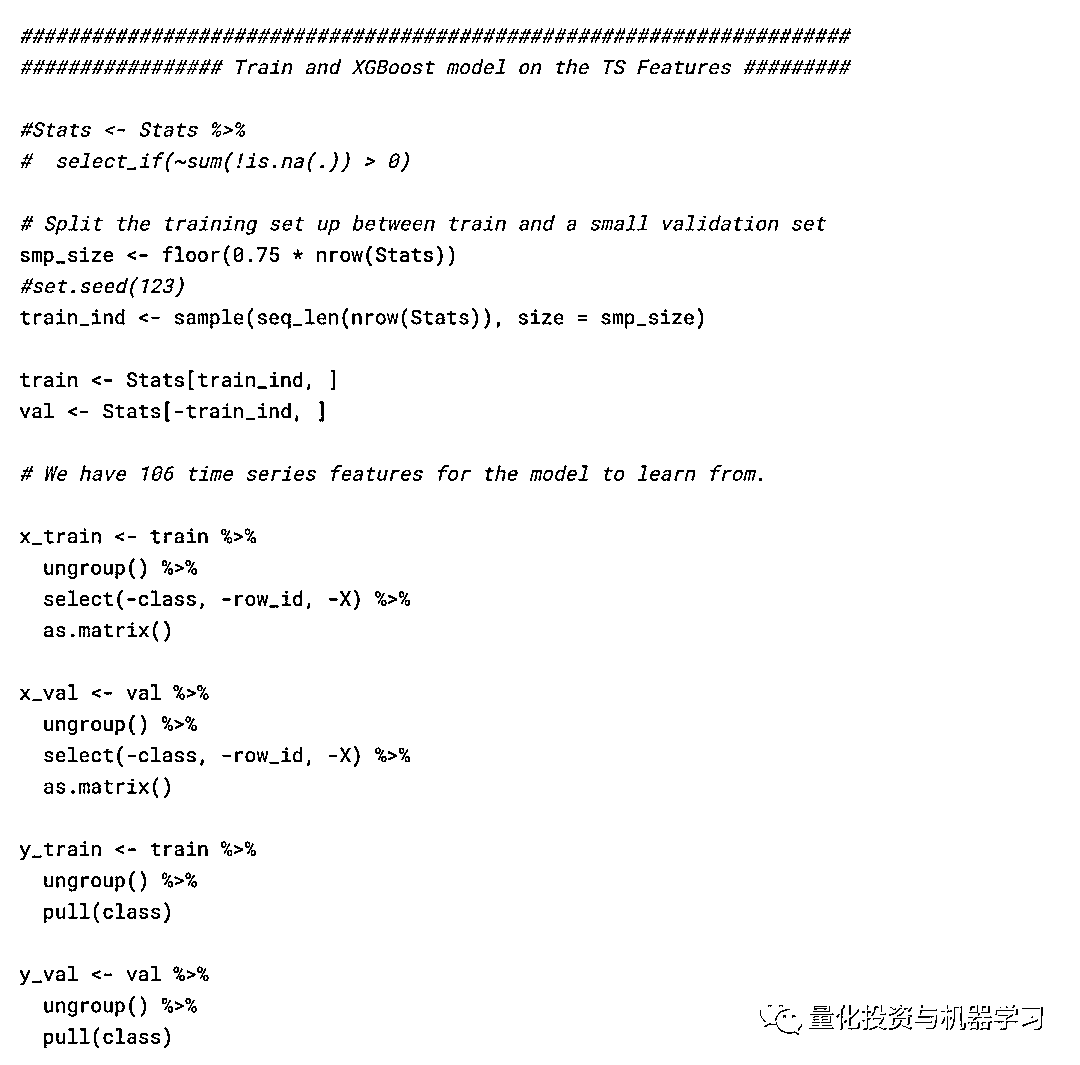 ######################################################################
################# Train and XGBoost model on the TS Features #########
#Stats <- Stats %>%
#  select_if(~sum(!is.na(.)) > 0)
# Split the training set up between train and a small validation set
smp_size <- floor(0.75 * nrow(Stats))
#set.seed(123)
train_ind <- sample(seq_len(nrow(Stats)), size = smp_size)
train <- Stats[train_ind, ]
val <- Stats[-train_ind, ]
# We have 106 time series features for the model to learn from.
x_train <- train %>%
  ungroup() %>%
  select(-class, -row_id, -X) %>%
  as.matrix()
x_val <- val %>%
  ungroup() %>%
  select(-class, -row_id, -X) %>%
  as.matrix()
y_train <- train %>%
  ungroup() %>%
  pull(class)
y_val <- val %>%
  ungroup() %>%
  pull(class)
量化投资与机器学习